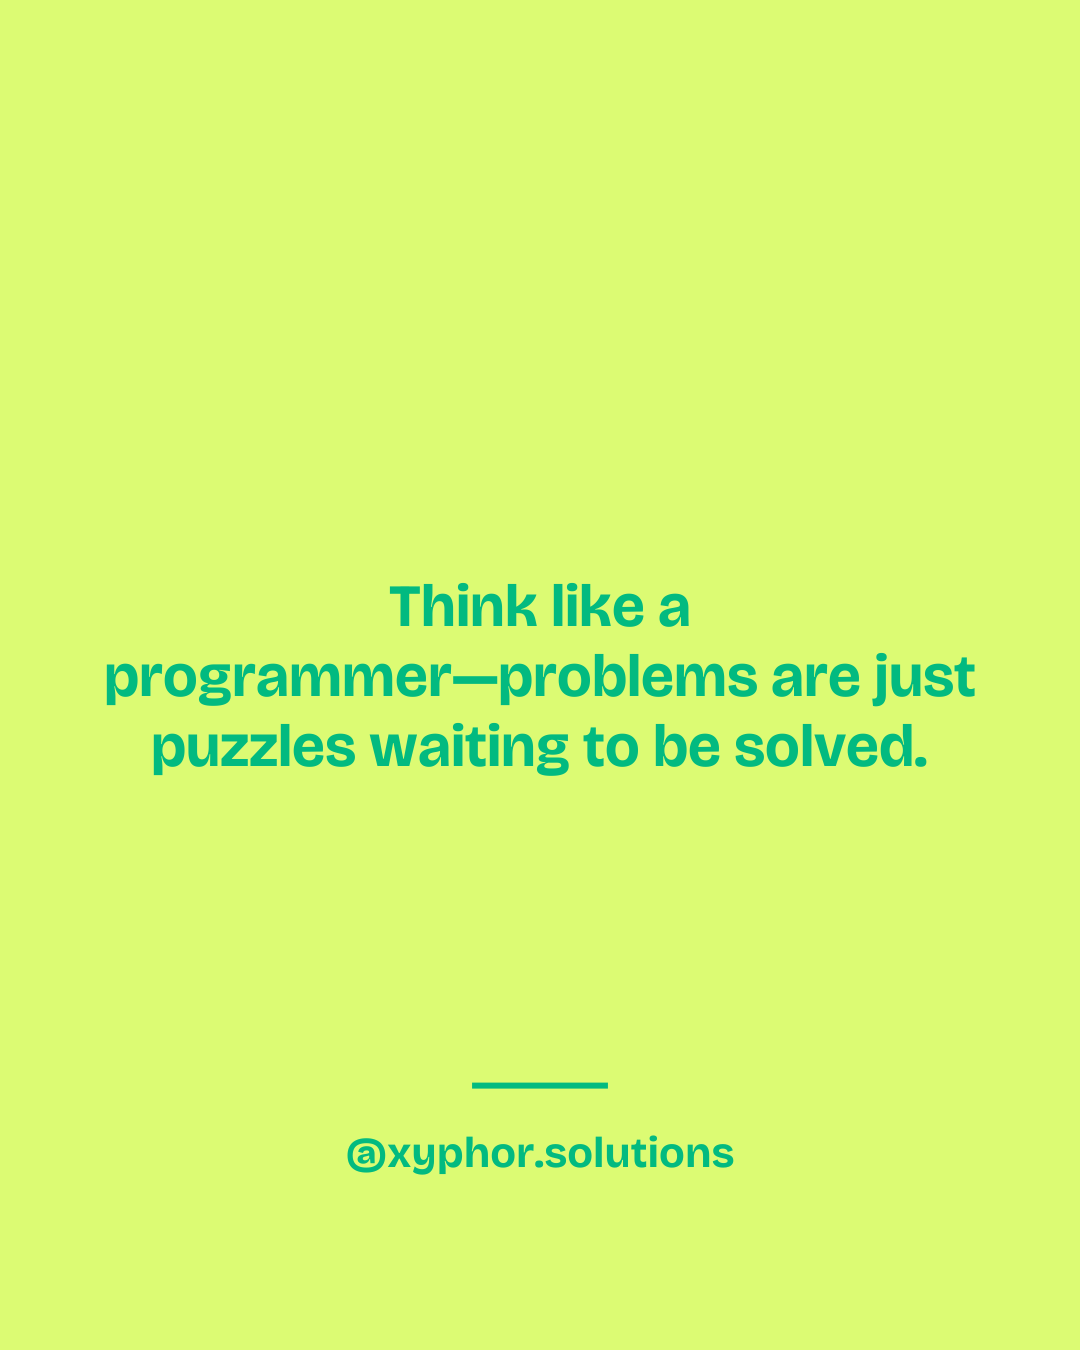 Think like a
programmer—problems are just
puzzles waiting to be solved.
@xyphor.solutions